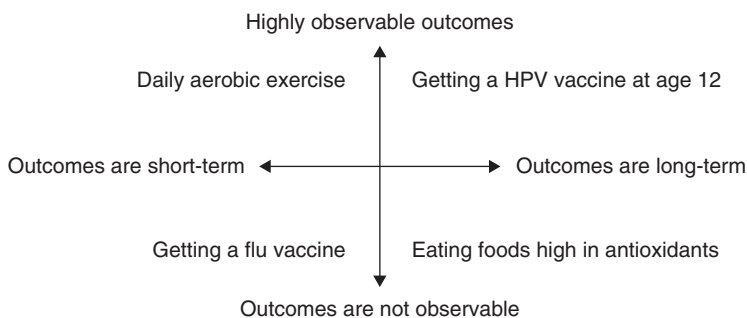 Highly observable outcomes
Daily aerobic exercise
Getting a HPV vaccine at age 12
Outcomes are short-term
Outcomes are long-term
Getting a flu vaccine
Eating foods high in antioxidants
Outcomes are not observable